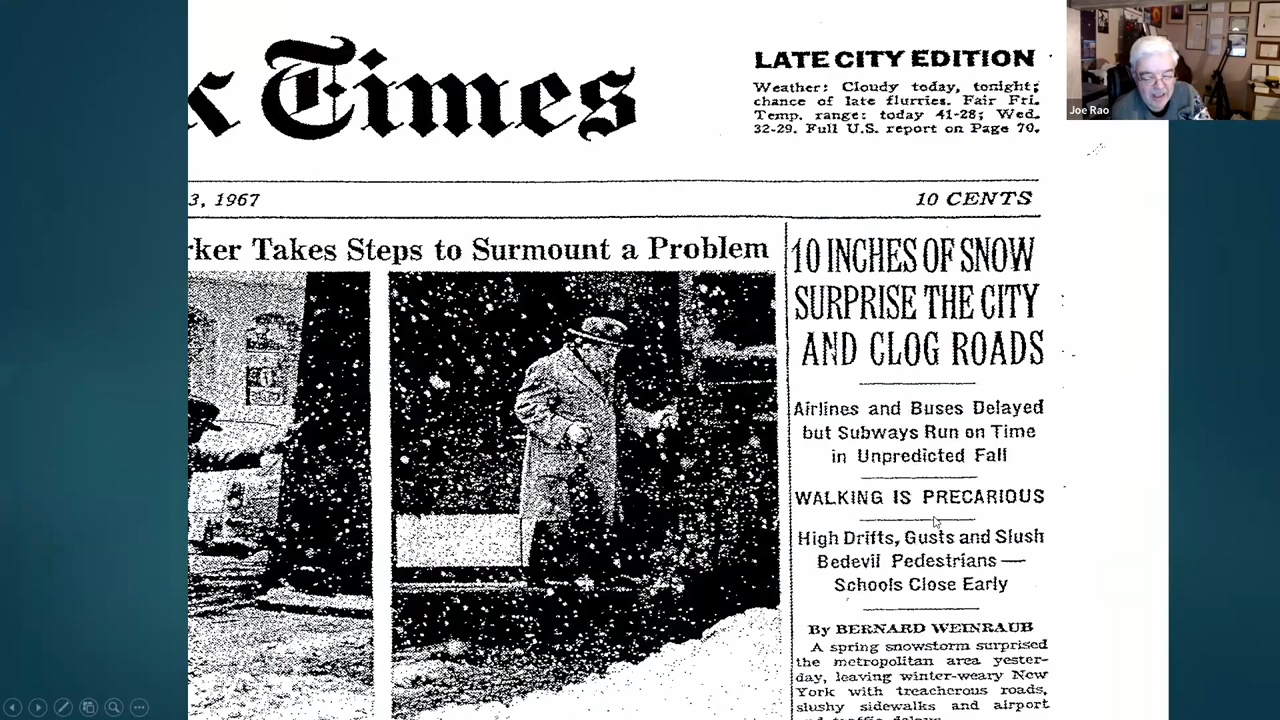 Times
LATE CITY EDITION
Weather: Cloudy today, tonight;
chance of late flurries. Fair Fri.
Temp. range: today 41-28; Wed.
32-29. Full U.S. report on Page 70.
Joe Rao
3, 1967
10 CENTS
rker Takes Steps to Surmount a Problem
10 INCHES OF SNOW
SURPRISE THE CITY
AND CLOG ROADS
Airlines and Buses Delayed
but Subways Run on Time
in Unpredicted Fall
WALKING IS PRECARIOUS
High Drifts, Gusts and Slush
Bedevil Pedestrians —
Schools Close Early
By BERNARD WEINRAUB
A spring snowstorm surprised
the metropolitan area yester-
day, leaving winter-weary New
York with treacherous roads,
slushy sidewalks and airport